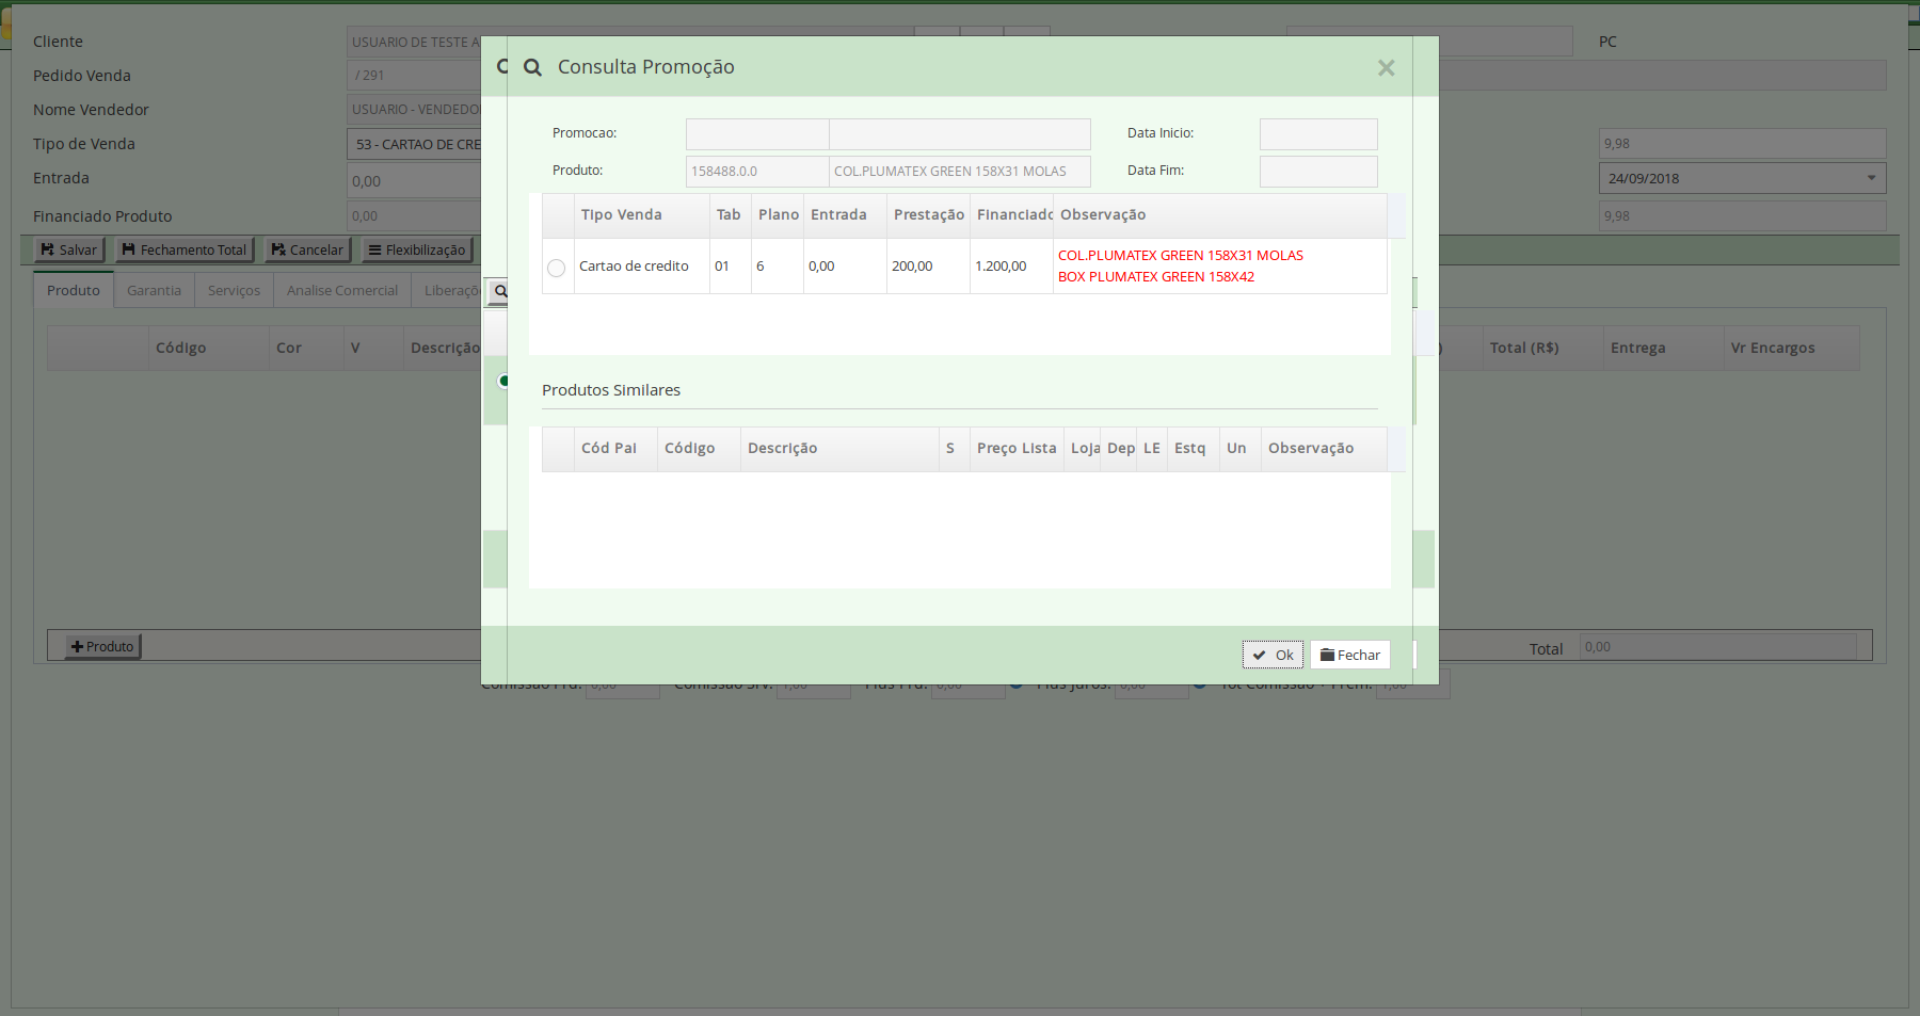 Cliente
USUARIO DE TESTE A
PC
Pedido Venda
/ 291
Nome Vendedor
USUARIO - VENDEDO
Tipo de Venda
53 - CARTAO DE CRE
9,98
Entrada
0,00
24/09/2018
Financiado Produto
0,00
9,98
Salvar
Fechamento Total
Cancelar
Flexibilização
Produto
Garantia
Serviços
Analise Comercial
Liberaçõ
Código
Cor
V
Descrição
Total (R$)
Entrega
Vr Encargos
Consulta Promoção
Promocao:
Data Inicio:
Produto:
158488.0.0
COL.PLUMATEX GREEN 158X31 MOLAS
Data Fim:
Tipo Venda Tab Plano Entrada Prestação Financiado Observação
Cartao de credito 01 6 0,00 200,00 1.200,00
COL.PLUMATEX GREEN 158X31 MOLAS
BOX PLUMATEX GREEN 158X42
Produtos Similares
Cód Pai Código Descrição S Preço Lista Loja Dep LE Estq Un Observação
Ok
Fechar
Produto
Total
0,00